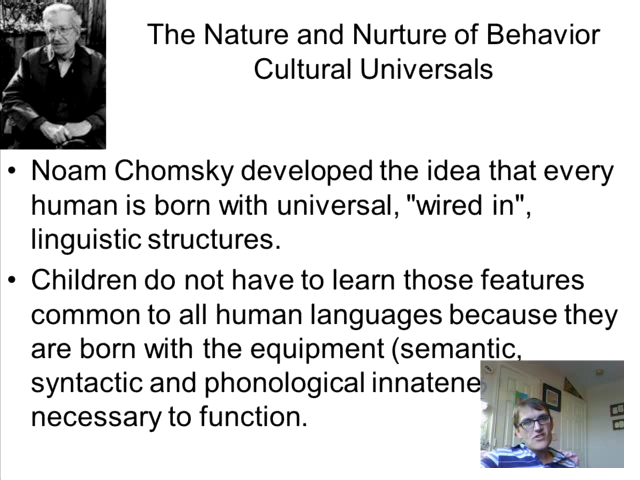 The Nature and Nurture of Behavior
Cultural Universals
• Noam Chomsky developed the idea that every
human is born with universal, "wired in",
linguistic structures.
• Children do not have to learn those features
common to all human languages because they
are born with the equipment (semantic,
syntactic and phonological innatene
necessary to function.